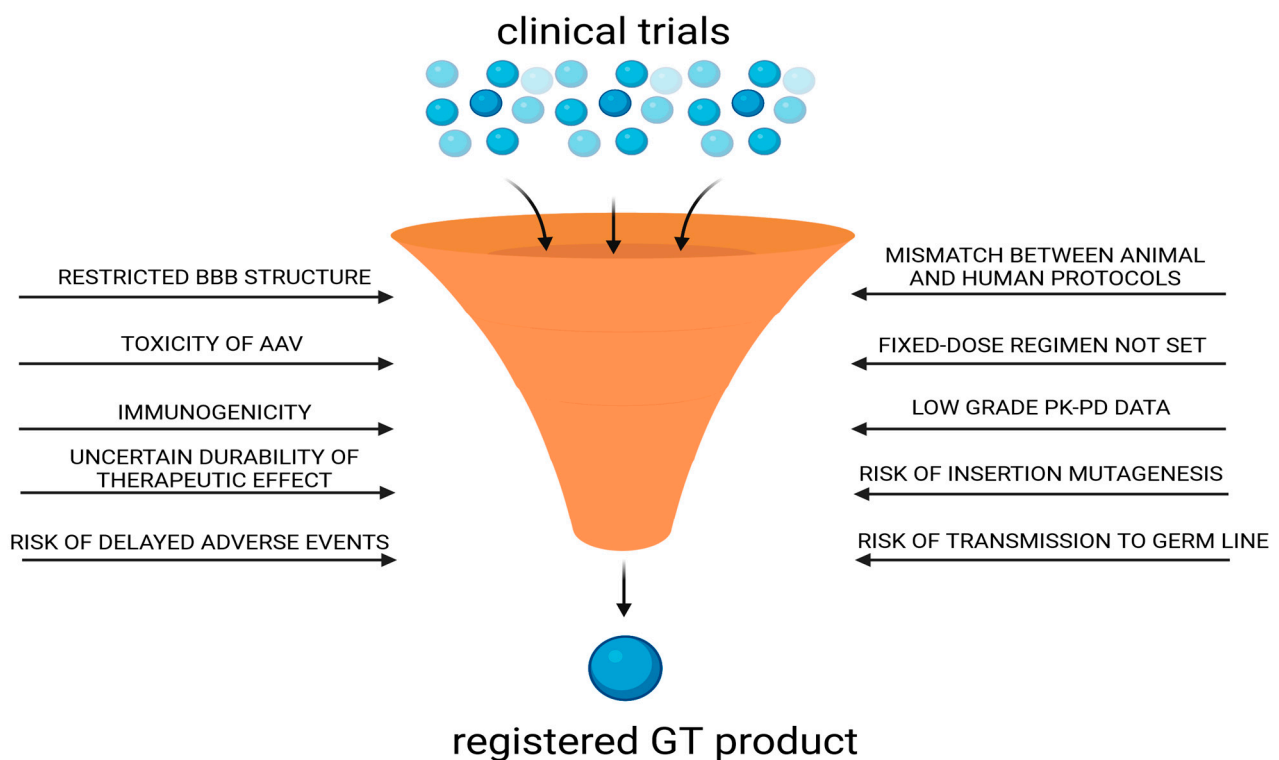 clinical trials
RESTRICTED BBB STRUCTURE
TOXICITY OF AAV
IMMUNOGENICITY
UNCERTAIN DURABILITY OF
THERAPEUTIC EFFECT
RISK OF DELAYED ADVERSE EVENTS
MISMATCH BETWEEN ANIMAL
AND HUMAN PROTOCOLS
FIXED-DOSE REGIMEN NOT SET
LOW GRADE PK-PD DATA
RISK OF INSERTION MUTAGENESIS
RISK OF TRANSMISSION TO GERM LINE
registered GT product